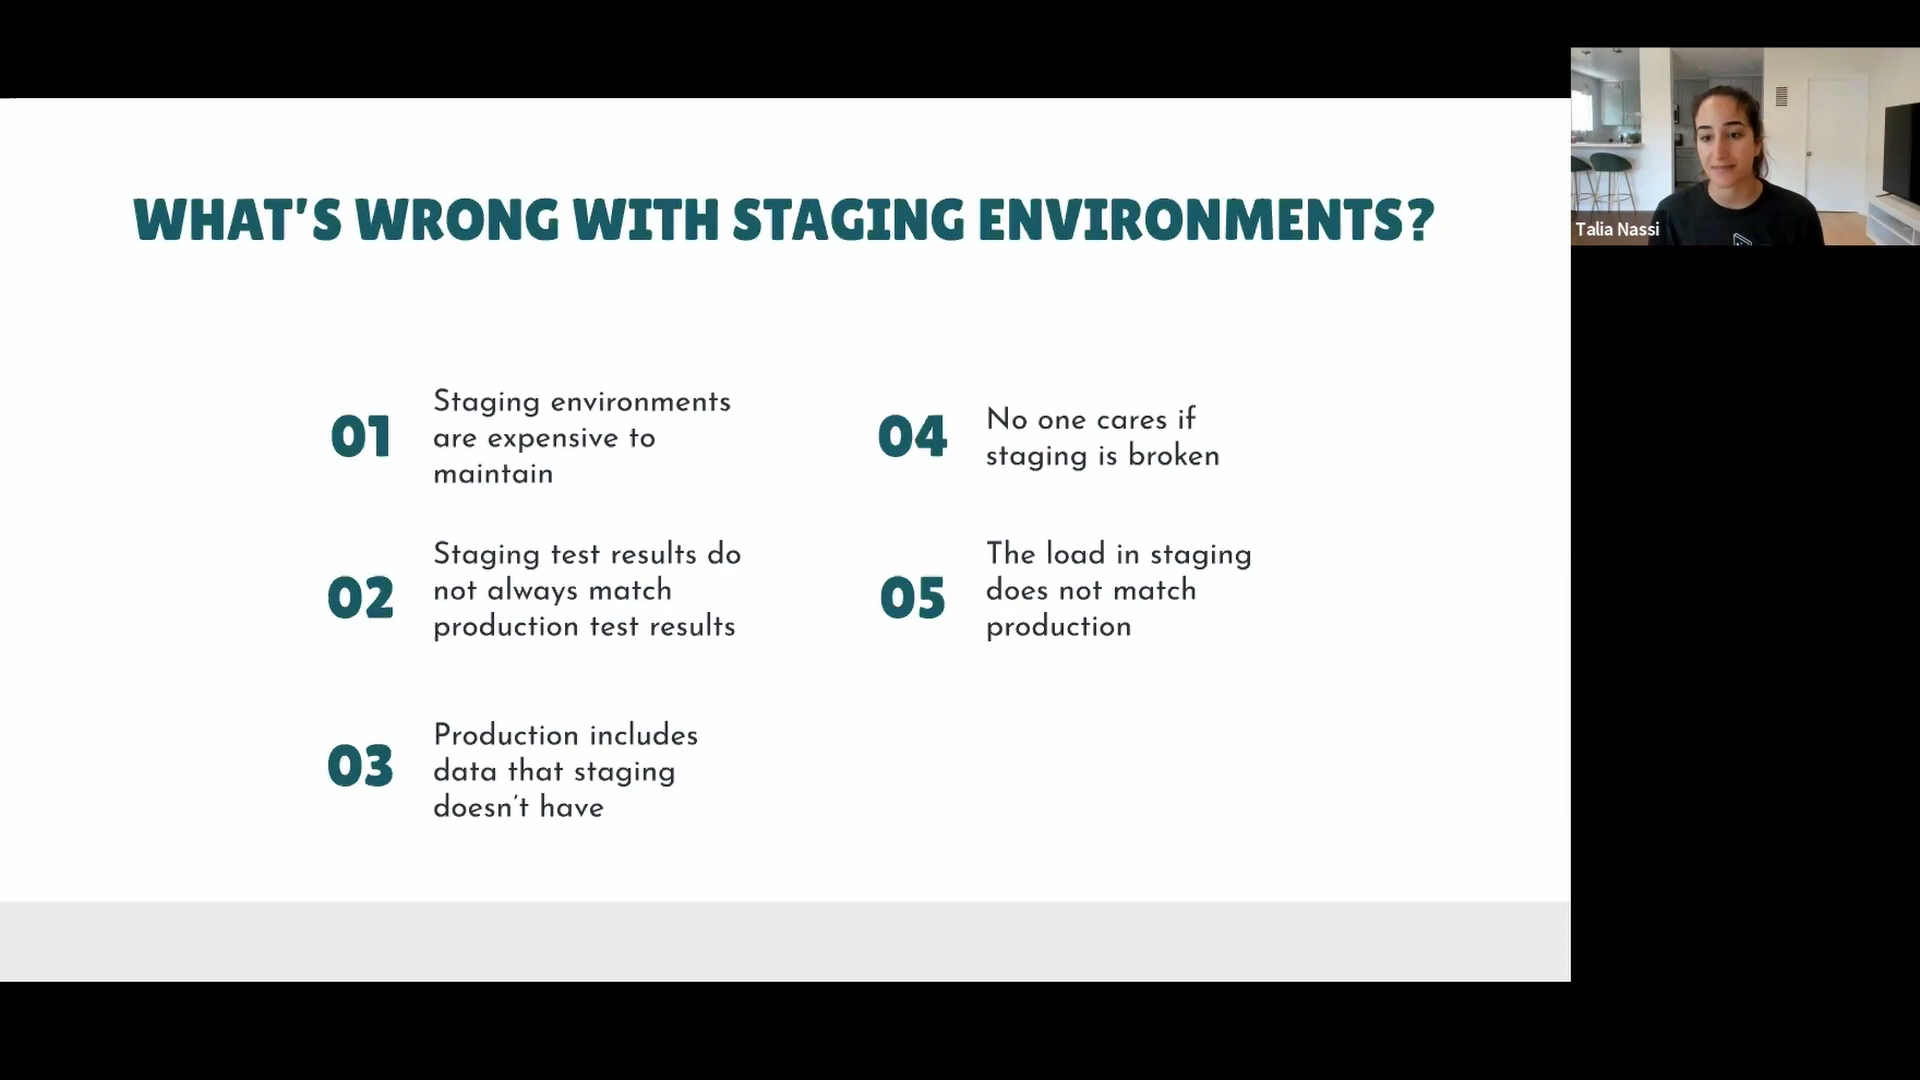 WHAT'S WRONG WITH STAGING ENVIRONMENTS?
01
Staging environments
are expensive to
maintain
02
Staging test results do
not always match
production test results
03
Production includes
data that staging
doesn't have
04
No one cares if
staging is broken
05
The load in staging
does not match
production
Talia Nassi